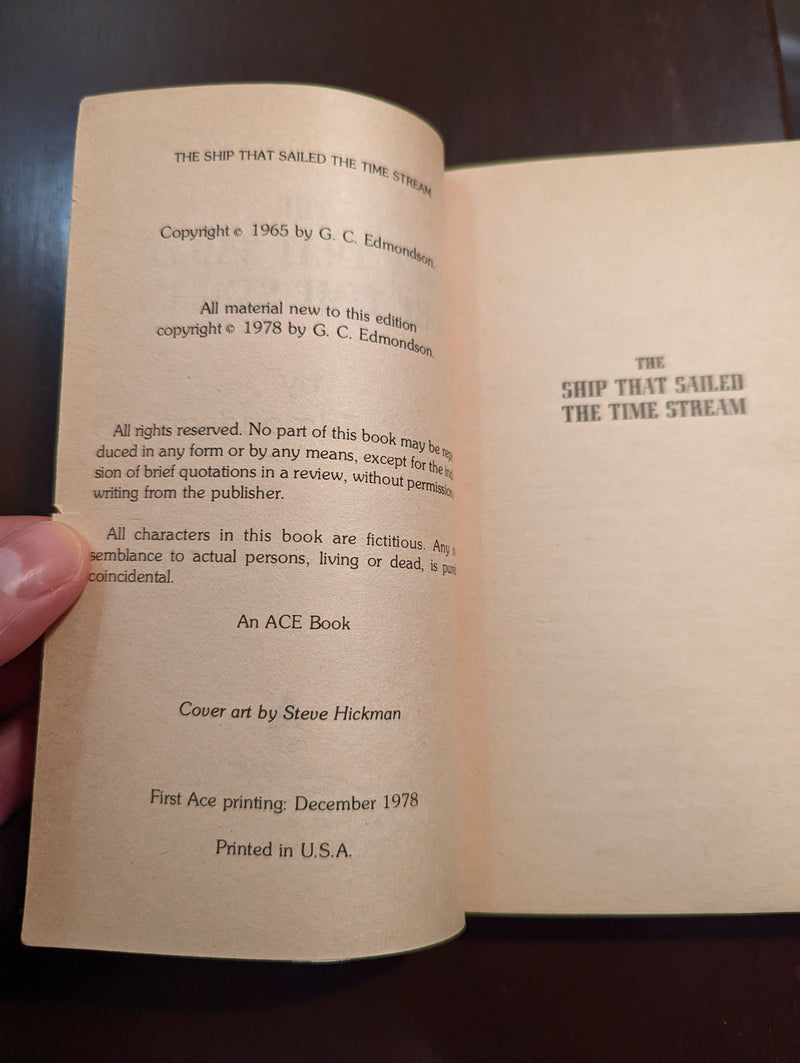 THE SHIP THAT SAILED THE TIME STREAM
Copyright © 1965 by G. C. Edmondson.
All material new to this edition
copyright © 1978 by G. C. Edmondson.
All rights reserved. No part of this book may be
duced in any form or by any means, except for the
sion of brief quotations in a review, without permission
writing from the publisher.
All characters in this book are fictitious. Any
semblance to actual persons, living or dead, is
coincidental.
An ACE Book
Cover art by Steve Hickman
First Ace printing: December 1978
Printed in U.S.A.
THE
SHIP THAT SAILED
THE TIME STREAM